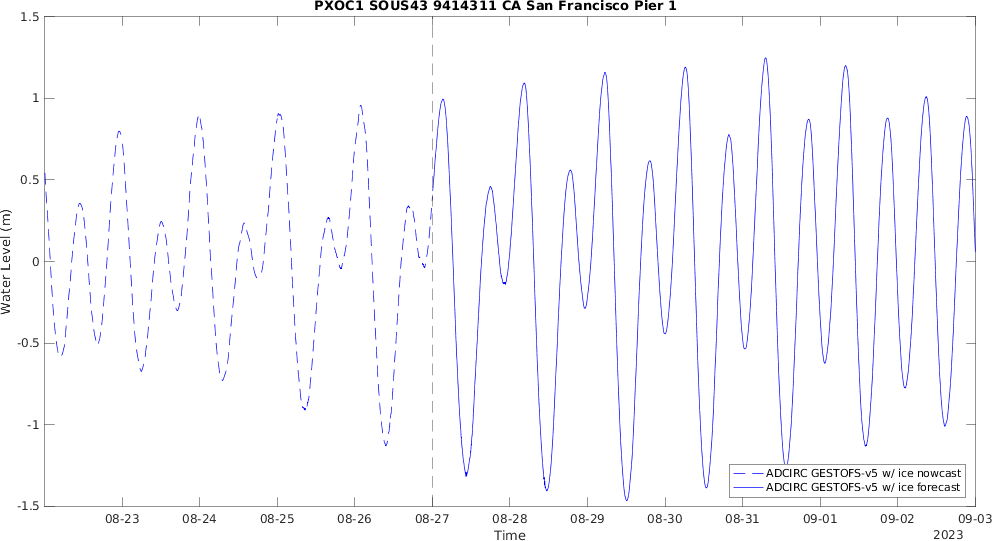 PXOC1 SOUS43 9414311 CA San Francisco Pier 1
1.5
1
0.5
0
-0.5
-1
-1.5
Water Level (m)
ADCIRC GESTOFS-v5 w/ ice nowcast
ADCIRC GESTOFS-v5 w/ ice forecast
08-23 08-24 08-25 08-26 08-27 08-28 08-29 08-30 08-31 09-01 09-02 09-03
Time
2023